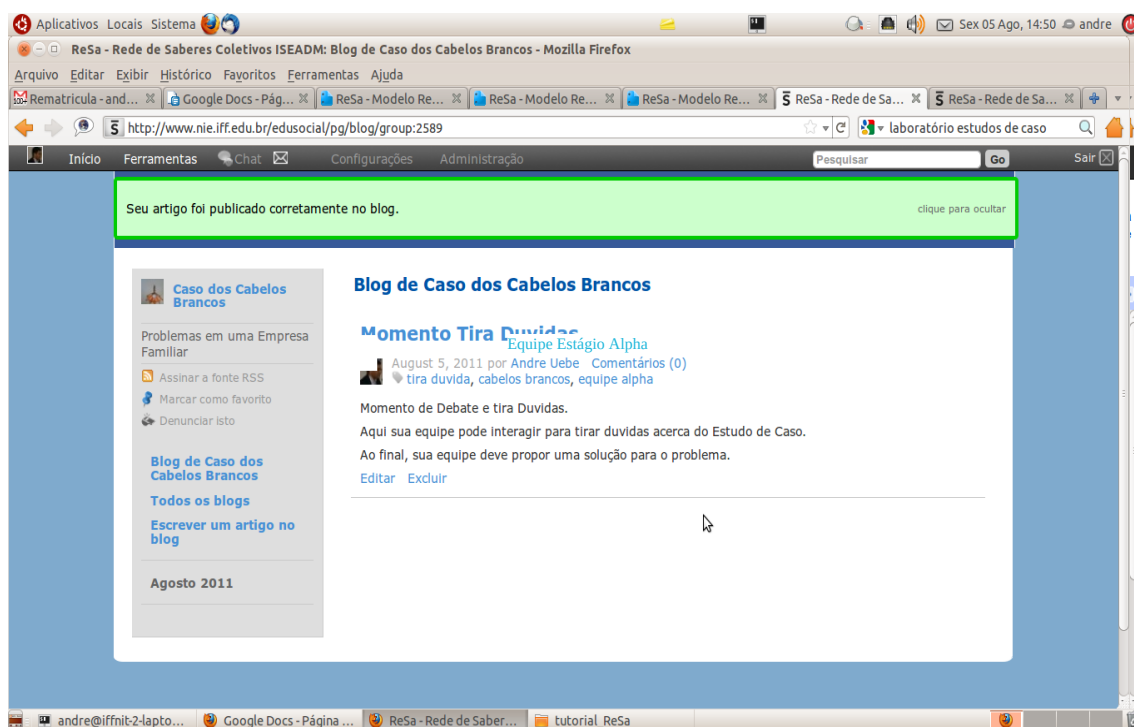 Aplicativos Locais Sistema Sex 05 Ago, 14:50 andre
ReSa - Rede de Saberes Coletivos ISEADM: Blog de Caso dos Cabelos Brancos - Mozilla Firefox
Arquivo Editar Exibir Histórico Favoritos Ferramentas Ajuda
Rematricula - and... Google Docs - Pág... ReSa - Modelo Re... ReSa - Modelo Re... ReSa - Modelo Re... ReSa - Rede de Sa... ReSa - Rede de Sa...
http://www.nie.iff.edu.br/edusocial/pg/blog/group:2589 laboratório estudos de caso
Início Ferramentas Chat Configurações Administração Pesquisar Go Sair
Seu artigo foi publicado corretamente no blog. clique para ocultar
Caso dos Cabelos
Brancos
Problemas em uma Empresa
Familiar
Assinar a fonte RSS
Marcar como favorito
Denunciar isto
Blog de Caso dos
Cabelos Brancos
Todos os blogs
Escrever um artigo no
blog
Agosto 2011
Blog de Caso dos Cabelos Brancos
Momento Tira Duvidas
Equipe Estágio Alpha
August 5, 2011 por Andre Uebe Comentários (0)
tira duvida, cabelos brancos, equipe alpha
Momento de Debate e tira Duvidas.
Aqui sua equipe pode interagir para tirar duvidas acerca do Estudo de Caso.
Ao final, sua equipe deve propor uma solução para o problema.
Editar Excluir
andre@iffnit-2-lapto... Google Docs - Página ... ReSa - Rede de Saber... tutorial_ReSa